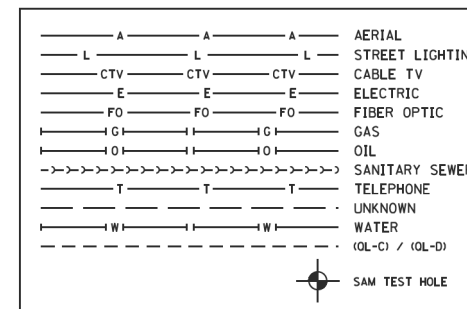 A A A AERIAL
L L L STREET LIGHTIN
CTV CTV CTV CABLE TV
E E E ELECTRIC
FO FO FO FIBER OPTIC
G G GAS
O O OIL
SANITARY SEWER
T T T TELEPHONE
UNKNOWN
W W WATER
(QL-C) / (QL-D)
SAM TEST HOLE